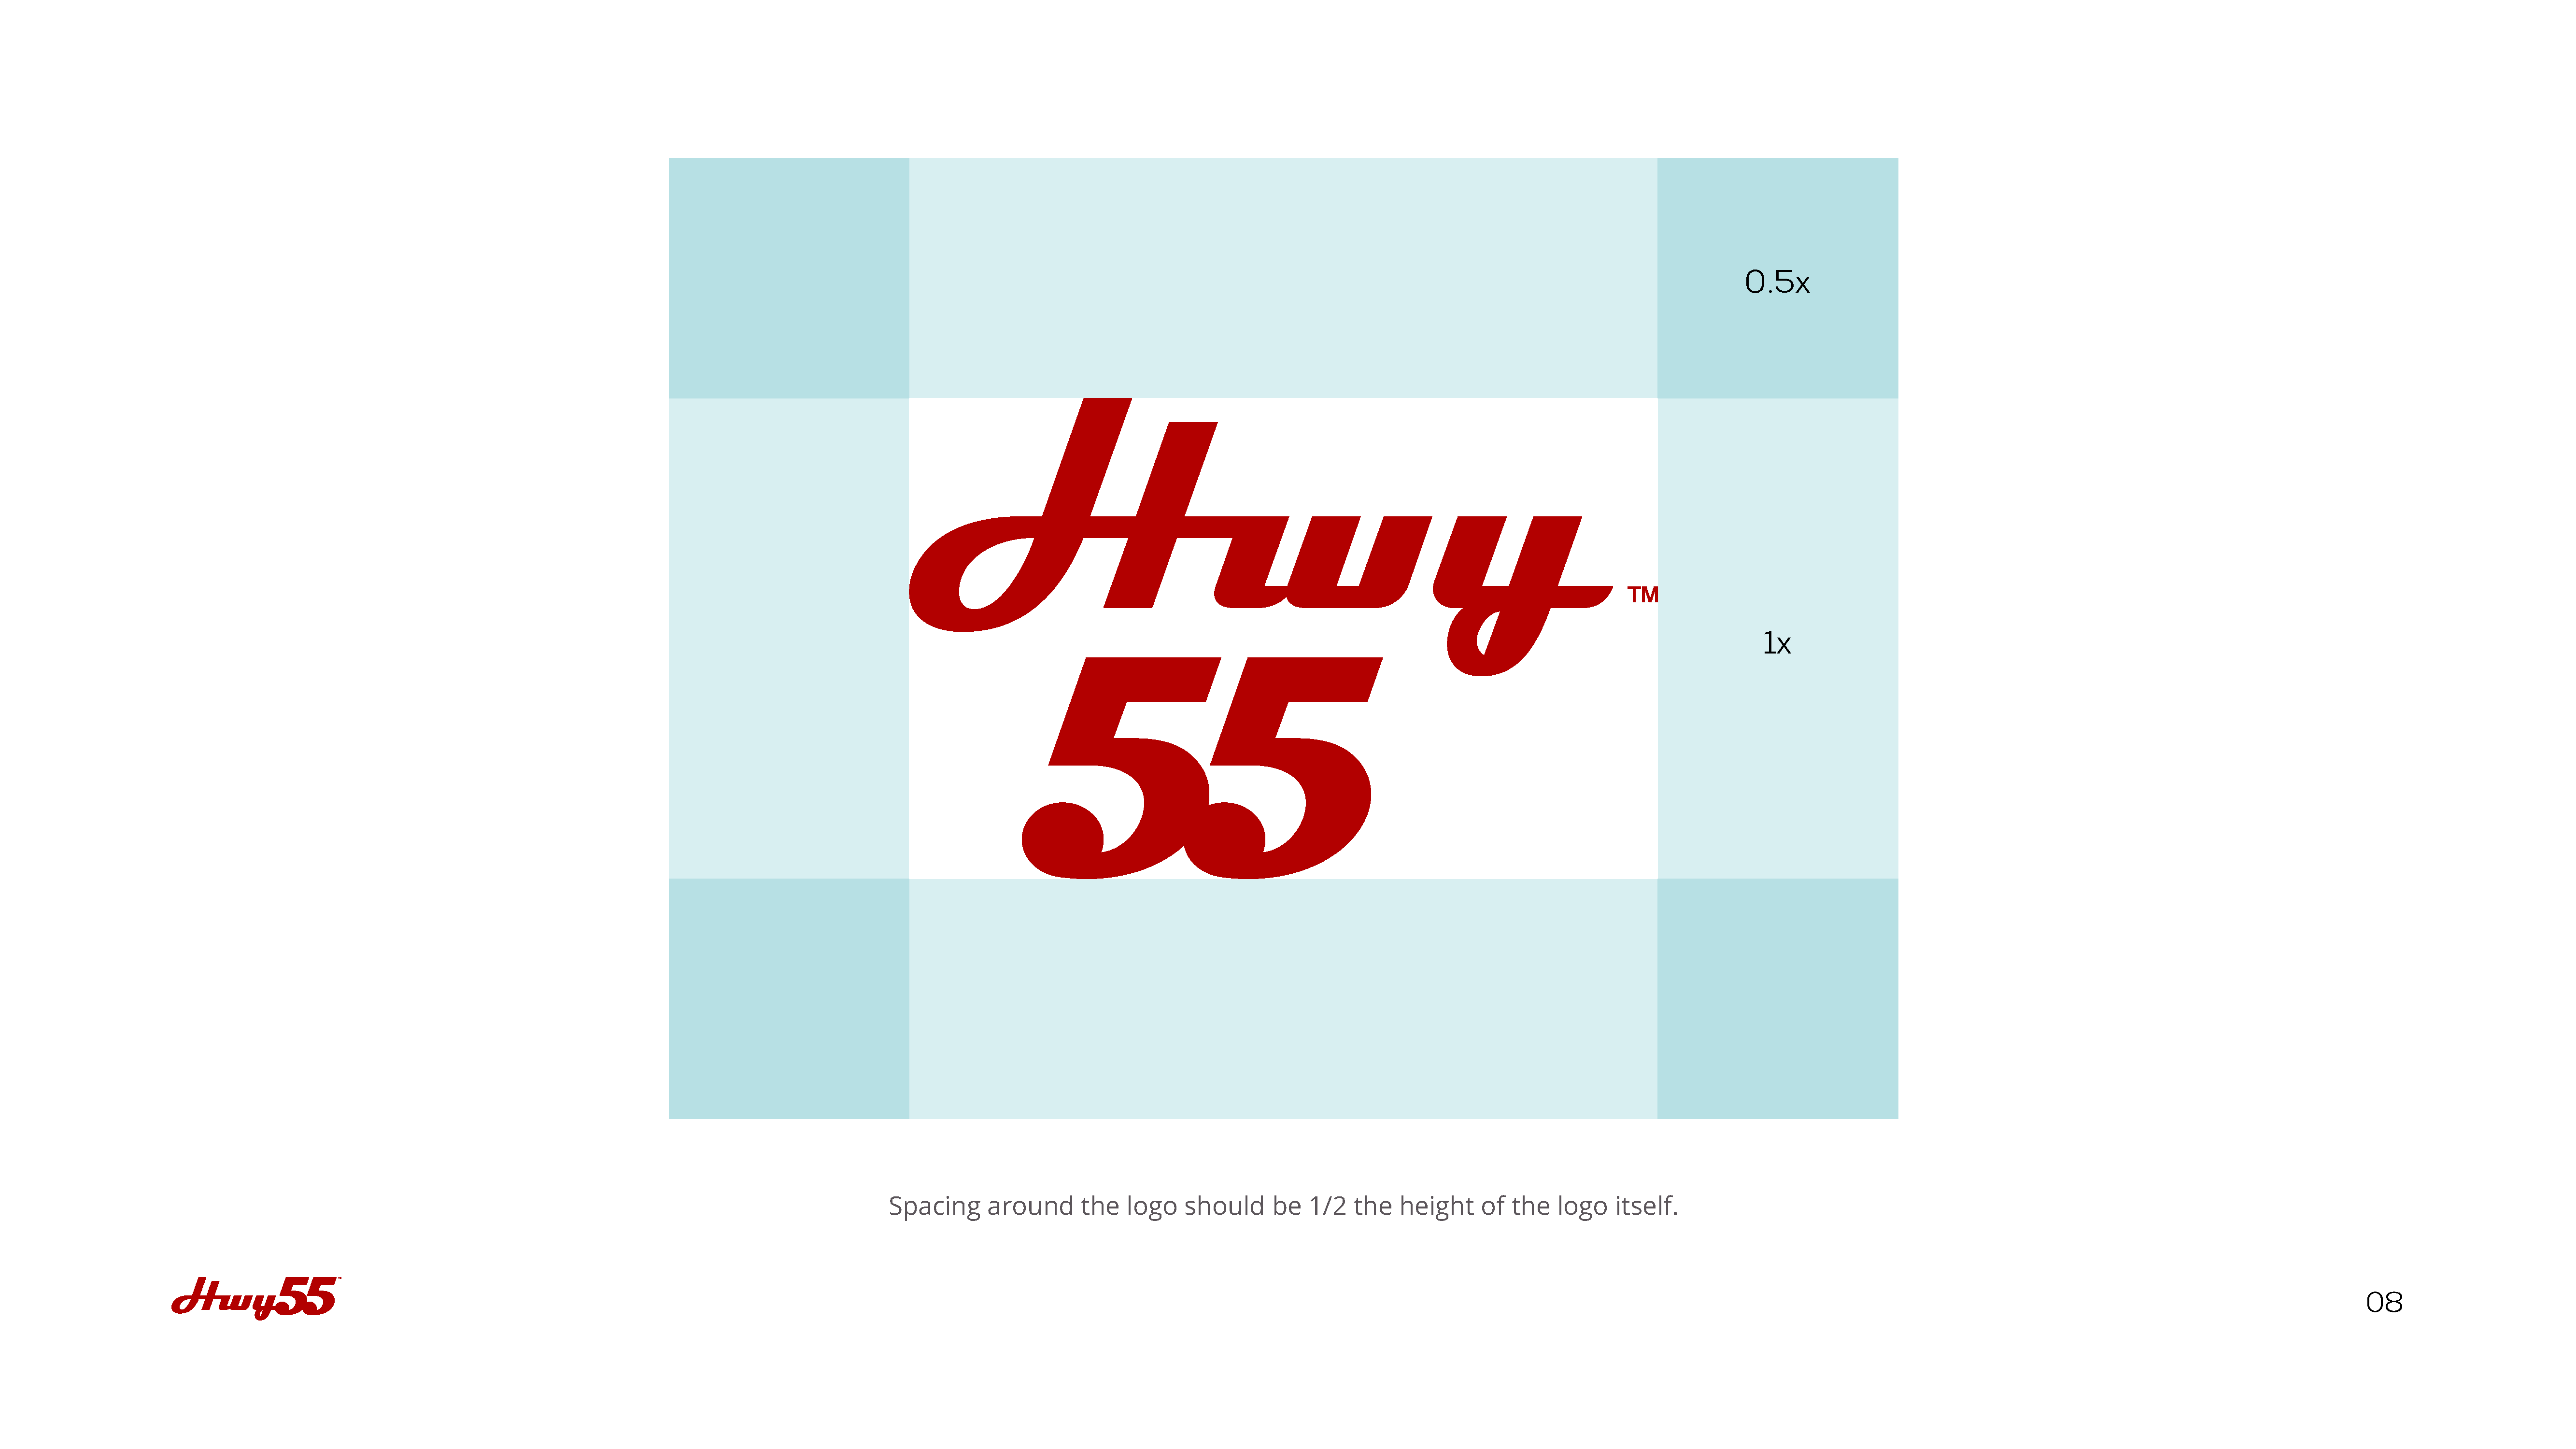 0.5x
Hwy ™
1x
55
Spacing around the logo should be 1/2 the height of the logo itself.
Hwy55™
08